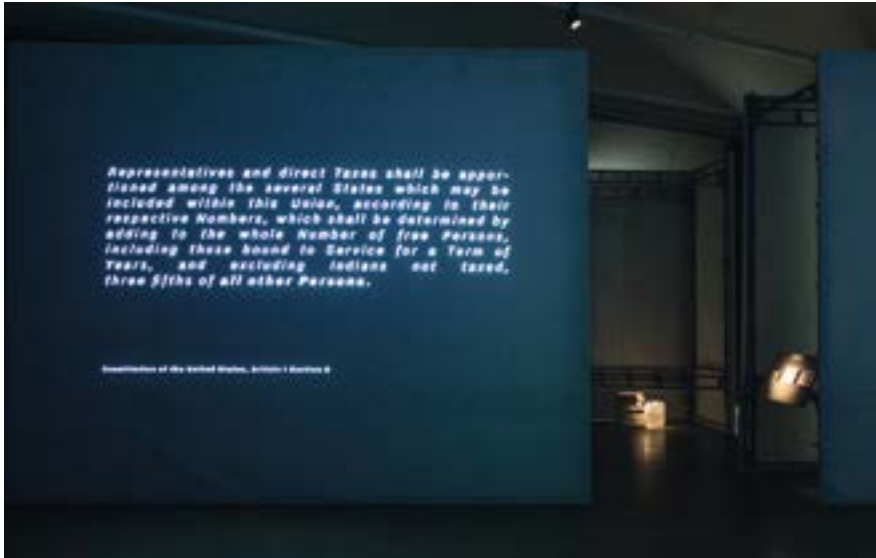 Representatives and direct Taxes shall be appor-
tioned among the several States which may be
included within this Union, according to their
respective Numbers, which shall be determined by
adding to the whole Number of free Persons,
including those bound to Service for a Term of
Years, and excluding Indians not taxed,
three fifths of all other Persons.
Constitution of the United States, Article 1 Section